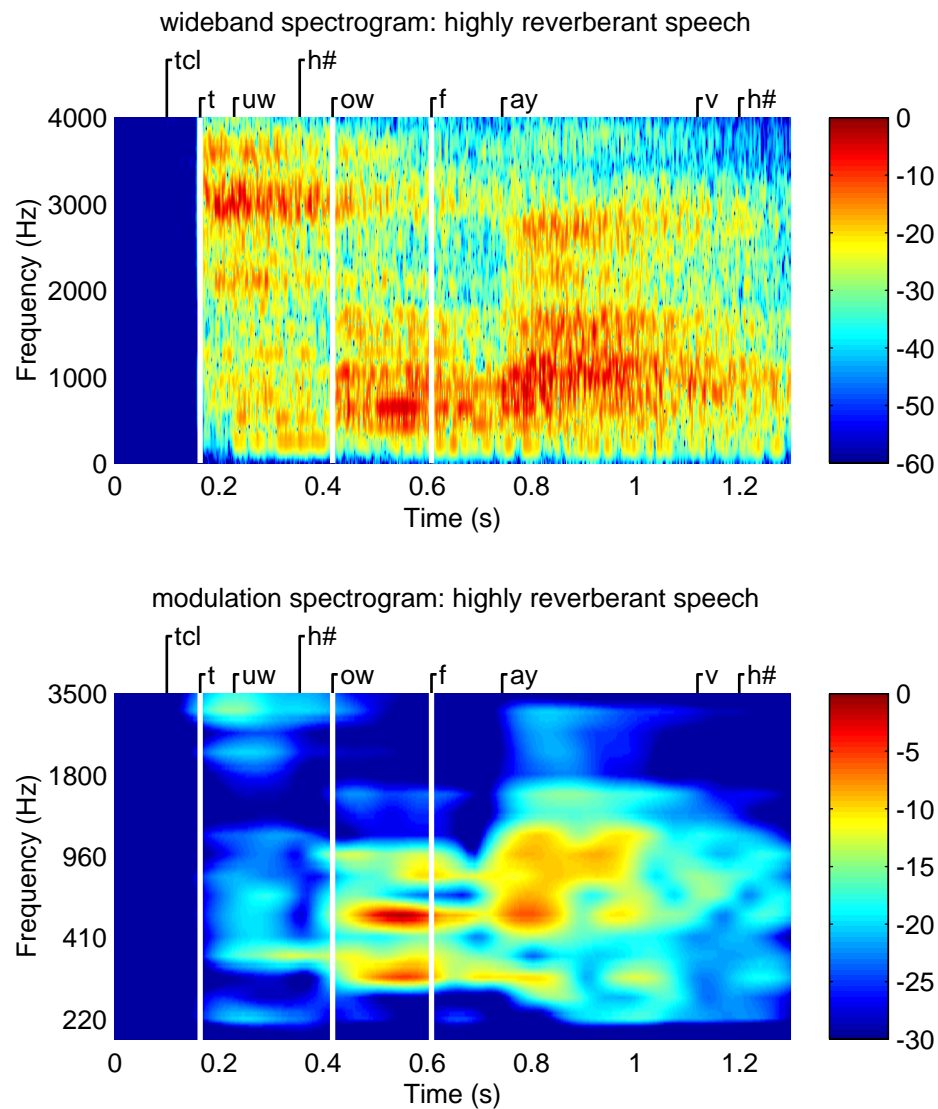 wideband spectrogram: highly reverberant speech
tcl h#
t uw ow f ay v h#
4000
3000
2000
1000
0
Frequency (Hz)
0 0.2 0.4 0.6 0.8 1 1.2
Time (s)
0
-10
-20
-30
-40
-50
-60
modulation spectrogram: highly reverberant speech
tcl h#
t uw ow f ay v h#
3500
1800
960
410
220
Frequency (Hz)
0 0.2 0.4 0.6 0.8 1 1.2
Time (s)
0
-5
-10
-15
-20
-25
-30